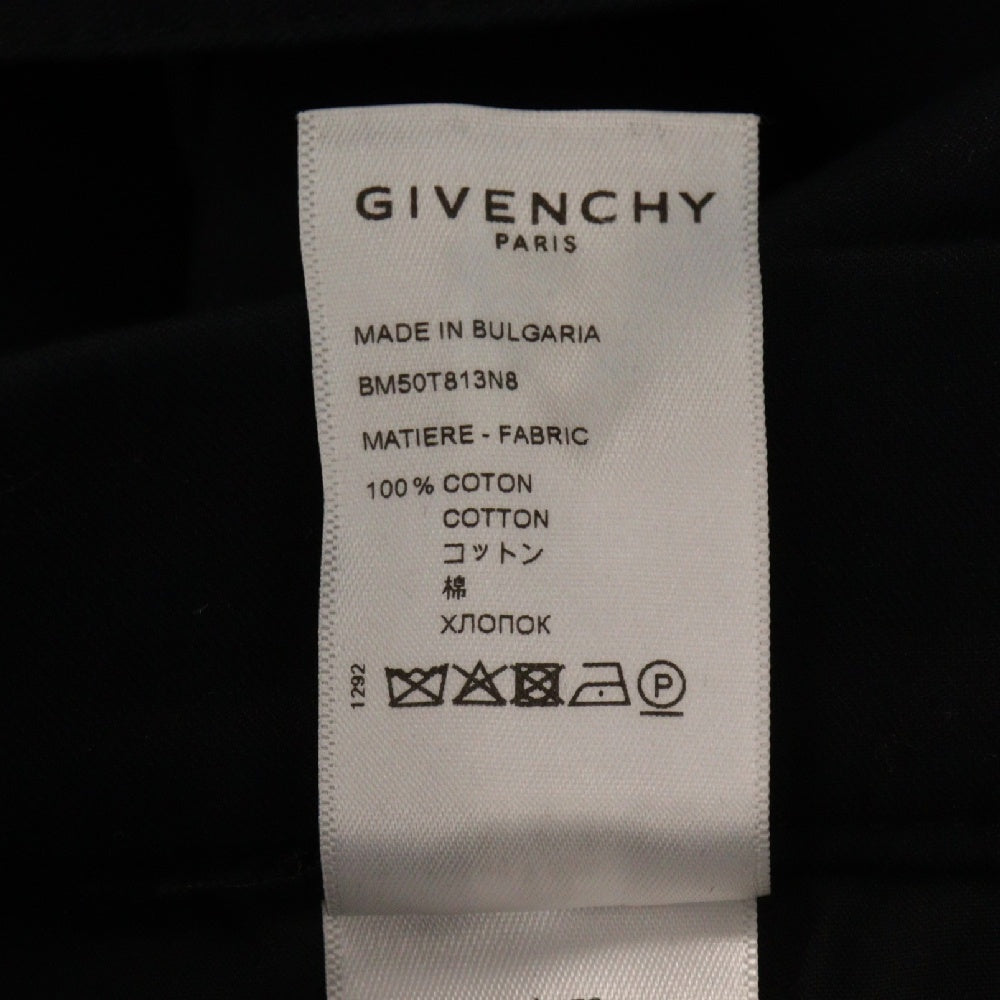 GIVENCHY
PARIS
MADE IN BULGARIA
BM50T813N8
MATIERE - FABRIC
100% COTON
COTTON
コットン
棉
ХЛОПОК
1292
P